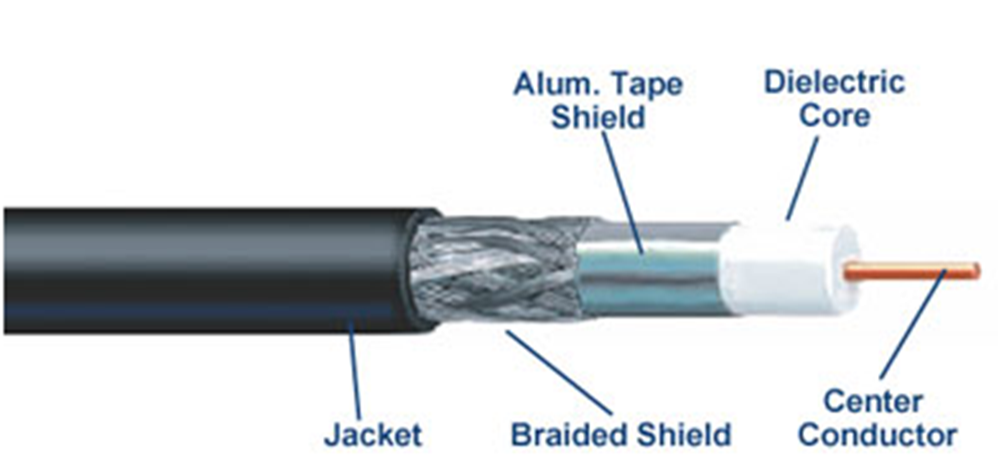 Alum. Tape
Shield
Dielectric
Core
Jacket
Braided Shield
Center
Conductor